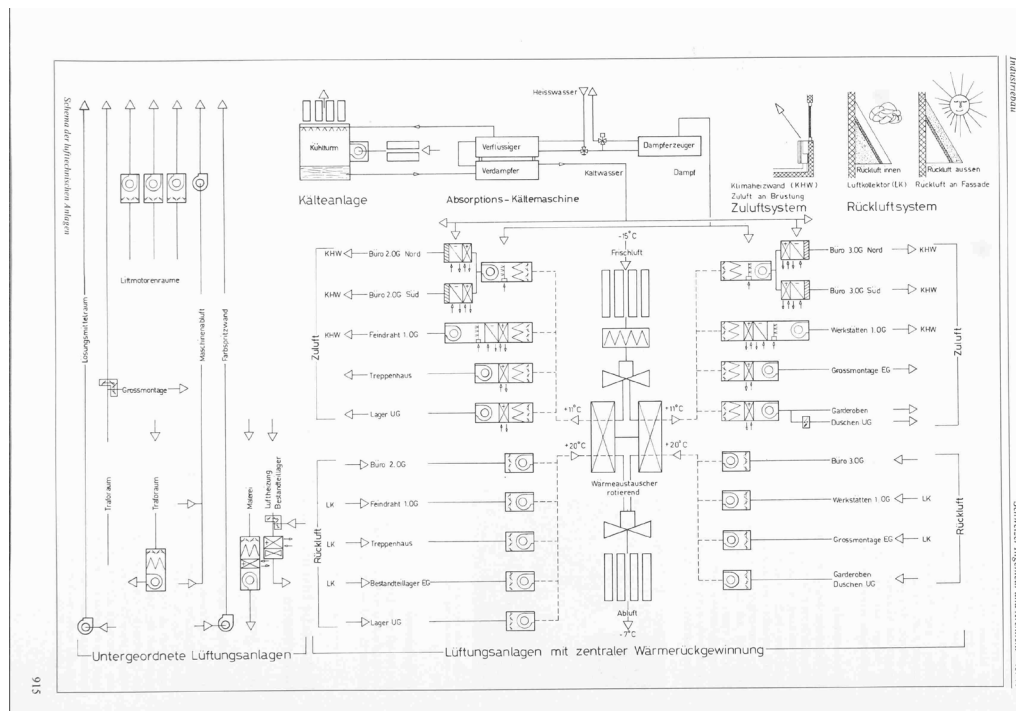 Industriebau
Schema der lufttechnischen Anlagen
Heisswasser
Kühlturm
Verflüssiger
Verdampfer
Dampferzeuger
Kaltwasser
Dampf
Kälteanlage
Absorptions - Kältemaschine
Klimaheizwand (KHW)
Zuluft an Brüstung
Zuluftsystem
Rückluft innen
Luftkollektor (LK)
Rückluft aussen
Rückluft an Fassade
Rückluftsystem
Liftmotorenräume
Lösungsmittelraum
Maschinenabluft
Farbspritzwand
Grossmontage
Traforaum
Traforaum
Malerei
Luftheizung
Bestandteillager
Untergeordnete Lüftungsanlagen
Zuluft
KHW
Büro 2.OG Nord
KHW
Büro 2.OG Süd
KHW
Feindraht 1.OG
Treppenhaus
Lager UG
Rückluft
Büro 2.OG
LK
Feindraht 1.OG
LK
Treppenhaus
LK
Bestandteillager EG
Lager UG
-15°C
Frischluft
+11°C
+11°C
+20°C
+20°C
Wärmeaustauscher
rotierend
Abluft
-7°C
Büro 3.OG Nord
KHW
Büro 3.OG Süd
KHW
Werkstätten 1.OG
KHW
Grossmontage EG
Garderoben
Duschen UG
Zuluft
Büro 3.OG
Werkstätten 1.OG
LK
Grossmontage EG
LK
Garderoben
Duschen UG
Rückluft
Lüftungsanlagen mit zentraler Wärmerückgewinnung
915